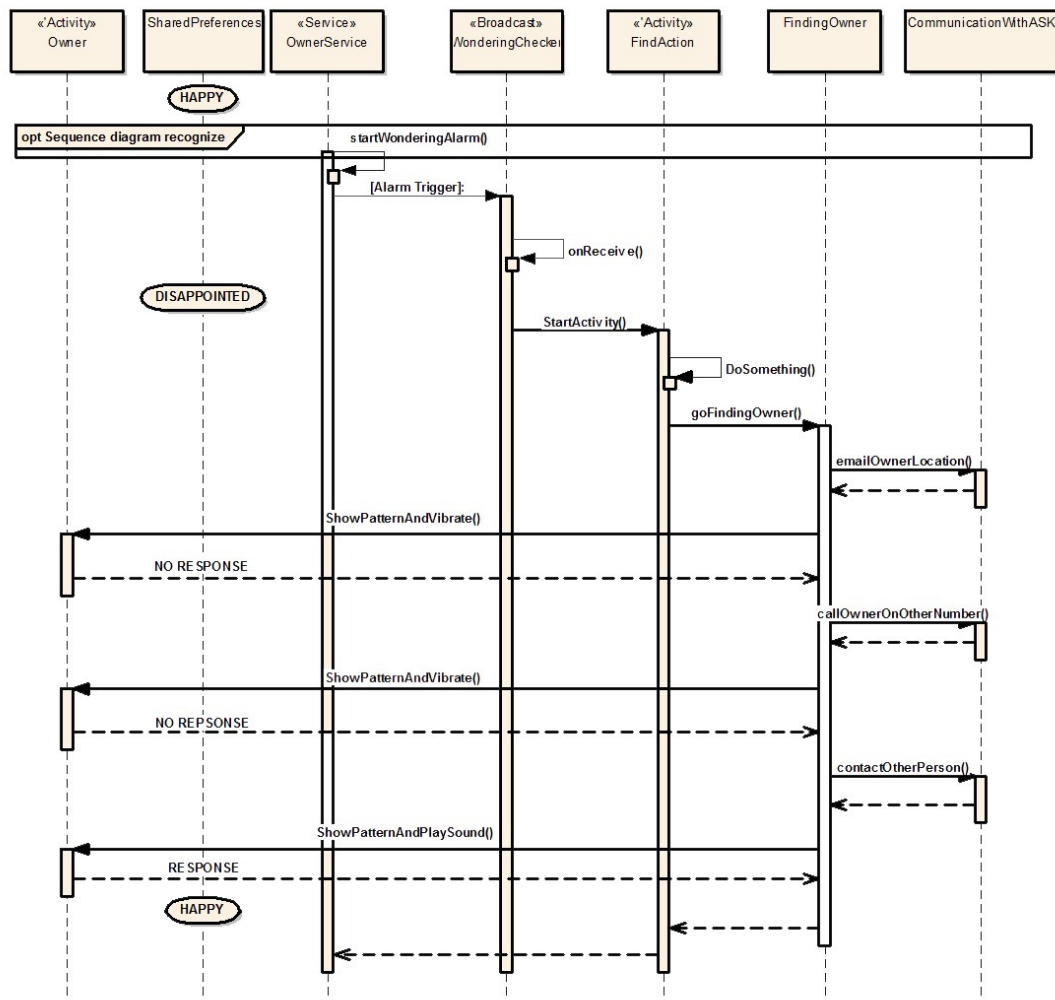 «'Activity»
Owner
SharedPreferences
«Service»
OwnerService
«Broadcast»
WonderingChecker
«'Activity»
FindAction
FindingOwner
CommunicationWithASK
HAPPY
opt Sequence diagram recognize
startWonderingAlarm()
[Alarm Trigger]:
onReceive()
DISAPPOINTED
StartActivity()
DoSomething()
goFindingOwner()
emailOwnerLocation()
ShowPatternAndVibrate()
NO RESPONSE
callOwnerOnOtherNumber()
ShowPatternAndVibrate()
NO REPSONSE
contactOtherPerson()
ShowPatternAndPlaySound()
RESPONSE
HAPPY